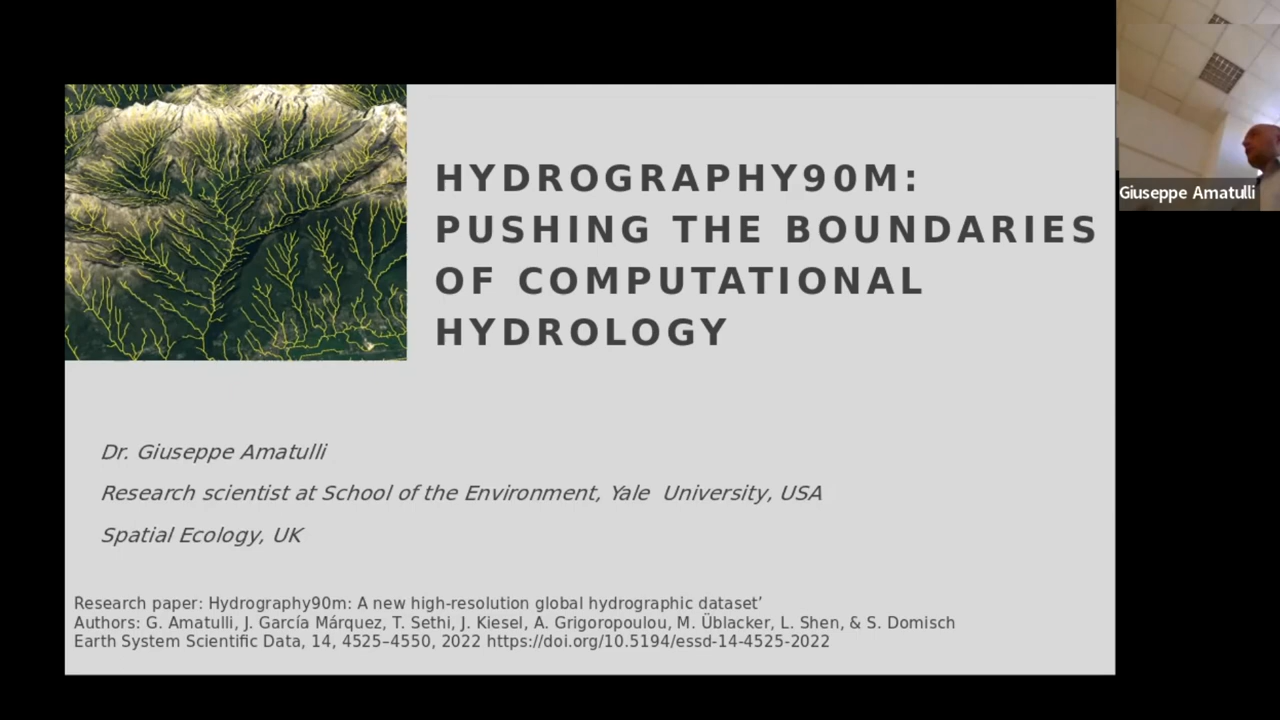 HYDROGRAPHY90M:
PUSHING THE BOUNDARIES
OF COMPUTATIONAL
HYDROLOGY
Dr. Giuseppe Amatulli
Research scientist at School of the Environment, Yale University, USA
Spatial Ecology, UK
Research paper: Hydrography90m: A new high-resolution global hydrographic dataset’
Authors: G. Amatulli, J. García Márquez, T. Sethi, J. Kiesel, A. Grigoropoulou, M. Üblacker, L. Shen, & S. Domisch
Earth System Scientific Data, 14, 4525–4550, 2022 https://doi.org/10.5194/essd-14-4525-2022
Giuseppe Amatulli